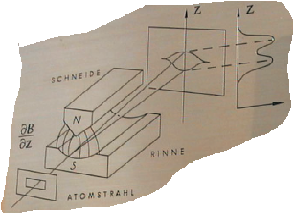 Z Z
SCHNEIDE
N
∂B
∂z
RINNE
S
ATOMSTRAHL